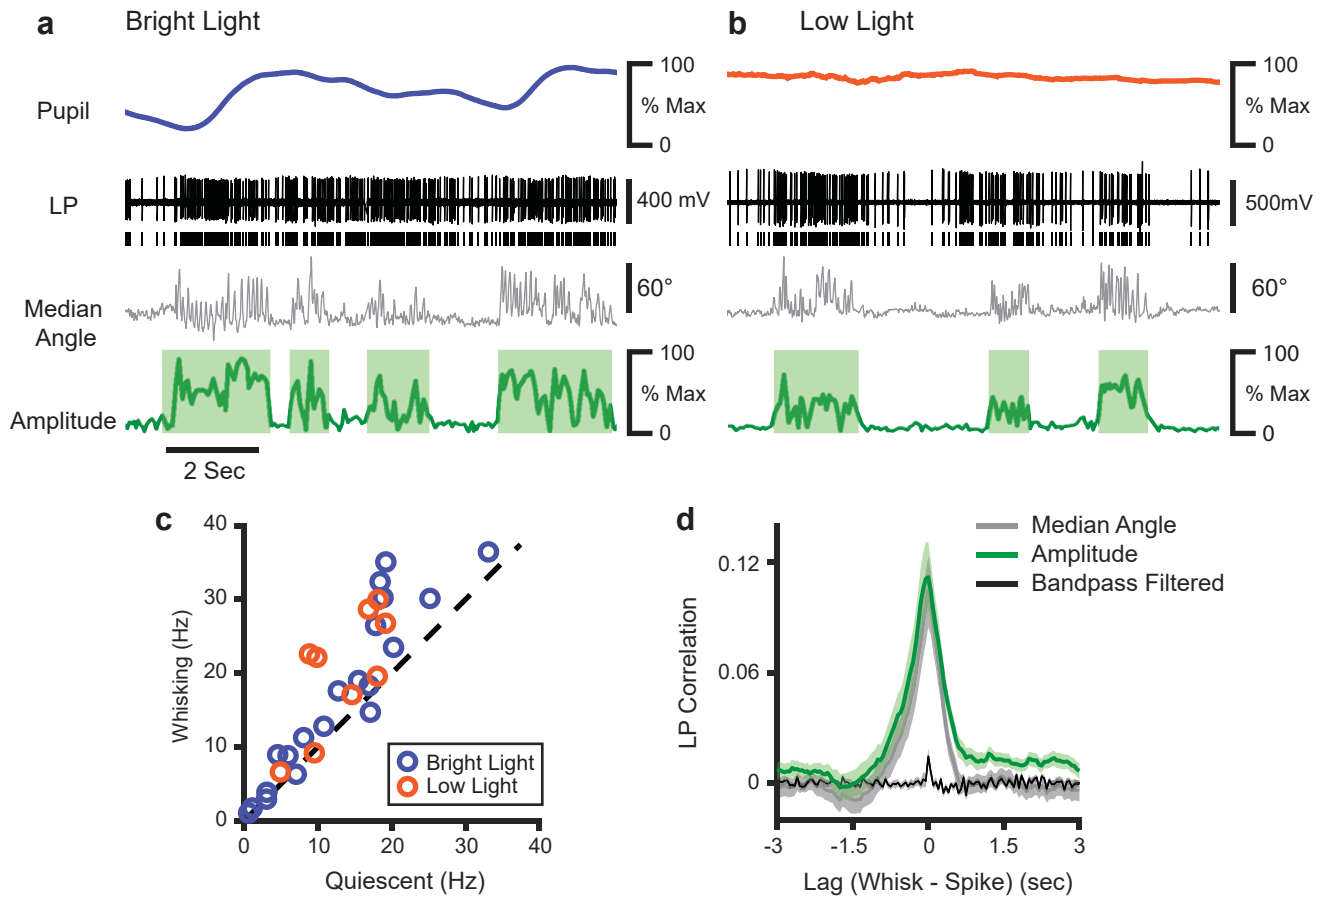 a Bright Light
b Low Light
Pupil
100
% Max
0
100
% Max
0
LP
400 mV
500mV
Median
Angle
60°
60°
Amplitude
100
% Max
0
100
% Max
0
2 Sec
c
Whisking (Hz)
40
30
20
10
0
0 10 20 30 40
Quiescent (Hz)
Bright Light
Low Light
d
LP Correlation
0.12
0.06
0
-3 -1.5 0 1.5 3
Lag (Whisk - Spike) (sec)
Median Angle
Amplitude
Bandpass Filtered